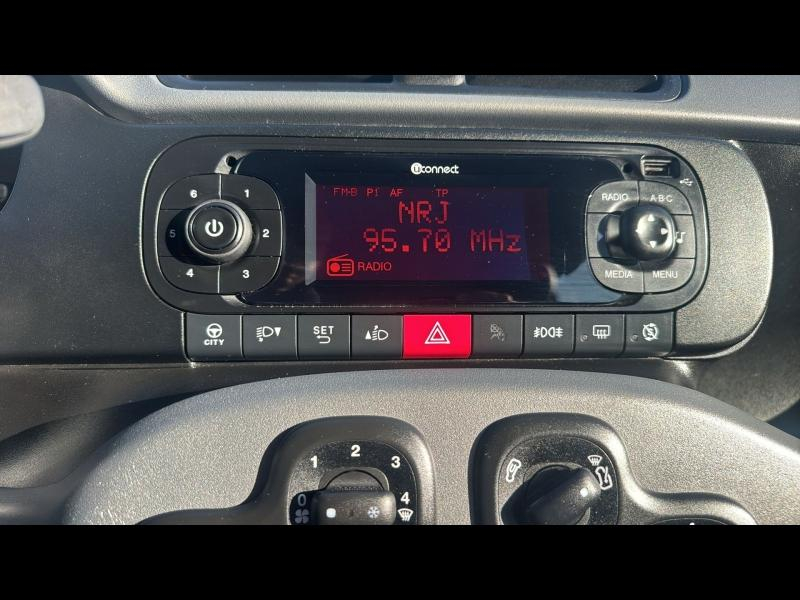 uconnect
FM-B P1 AF TP
NRJ
95.70 MHz
RADIO
6 1
5 2
4 3
RADIO A·B·C
MEDIA MENU
CITY
SET
1 2 3
0 4